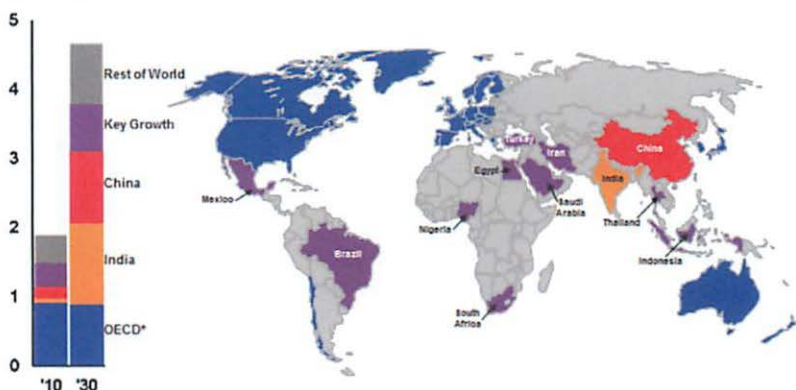 5
4
3
2
1
0
'10 '30
Rest of World
Key Growth
China
India
OECD*
Mexico
Brazil
Turkey
Iran
Egypt
Saudi
Arabia
Nigeria
South
Africa
India
China
Thailand
Indonesia